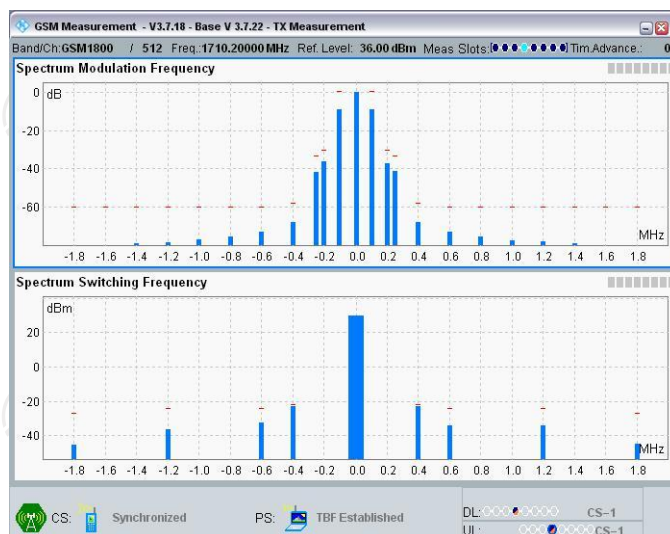 GSM Measurement - V3.7.18 - Base V 3.7.22 - TX Measurement
Band/Ch.:GSM1800 / 512 Freq.:1710.20000 MHz Ref. Level: 36.00 dBm Meas Slots: Tim.Advance.: 0
Spectrum Modulation Frequency
dB
0
-20
-40
-60
MHz
-1.8 -1.6 -1.4 -1.2 -1.0 -0.8 -0.6 -0.4 -0.2 0.0 0.2 0.4 0.6 0.8 1.0 1.2 1.4 1.6 1.8
Spectrum Switching Frequency
dBm
20
0
-20
-40
MHz
-1.8 -1.6 -1.4 -1.2 -1.0 -0.8 -0.6 -0.4 -0.2 0.0 0.2 0.4 0.6 0.8 1.0 1.2 1.4 1.6 1.8
CS: Synchronized PS: TBF Established
DL: CS-1
UL: CS-1